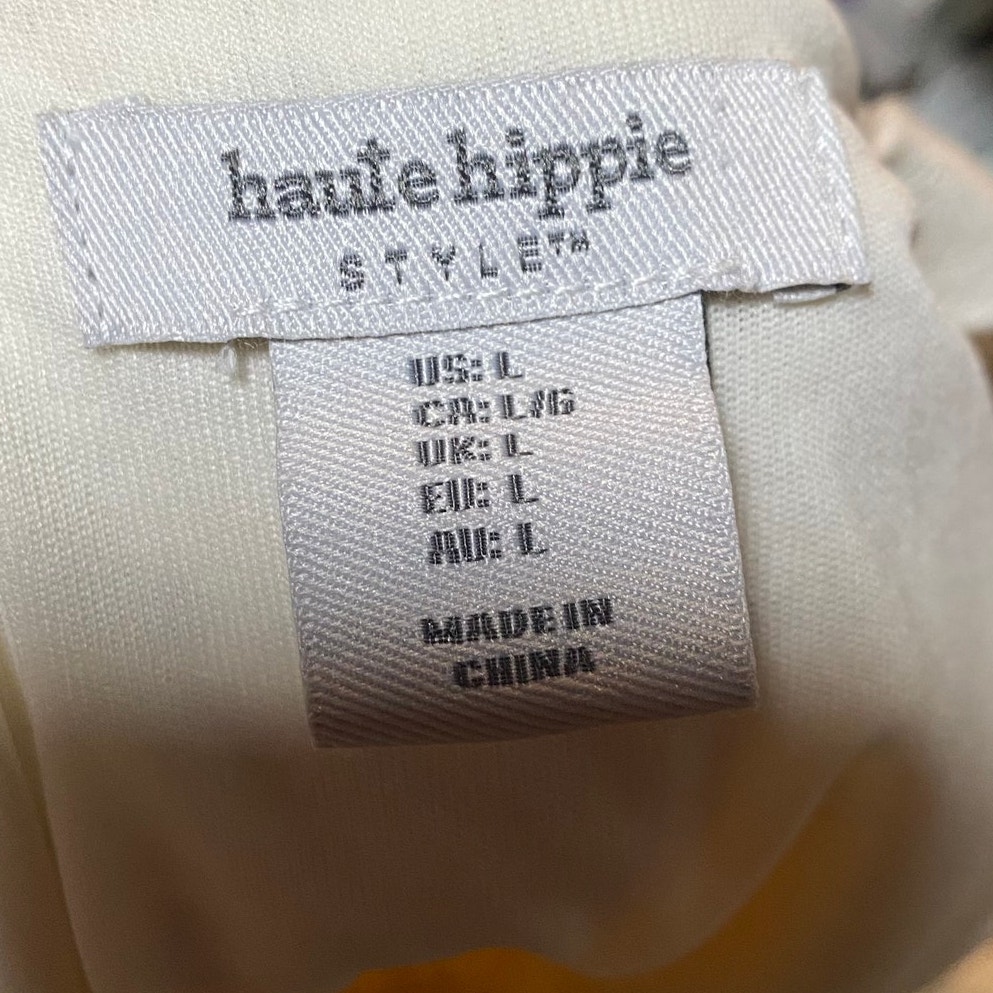 haute hippie
STYLE™
US: L
CA: L/G
UK: L
EU: L
AU: L
MADE IN
CHINA